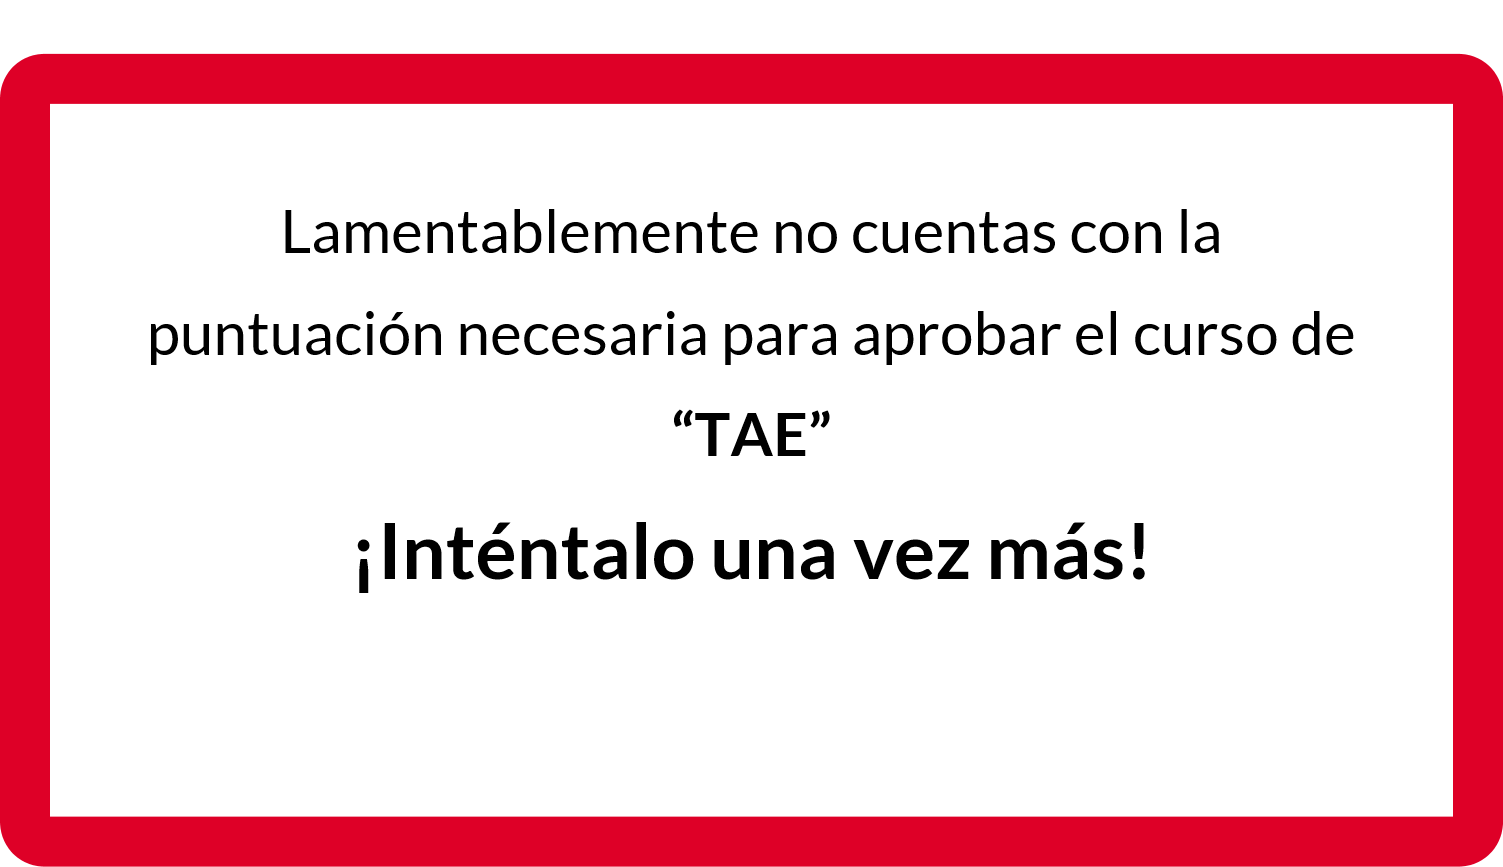 Lamentablemente no cuentas con la
puntuación necesaria para aprobar el curso de
“TAE”
¡Inténtalo una vez más!